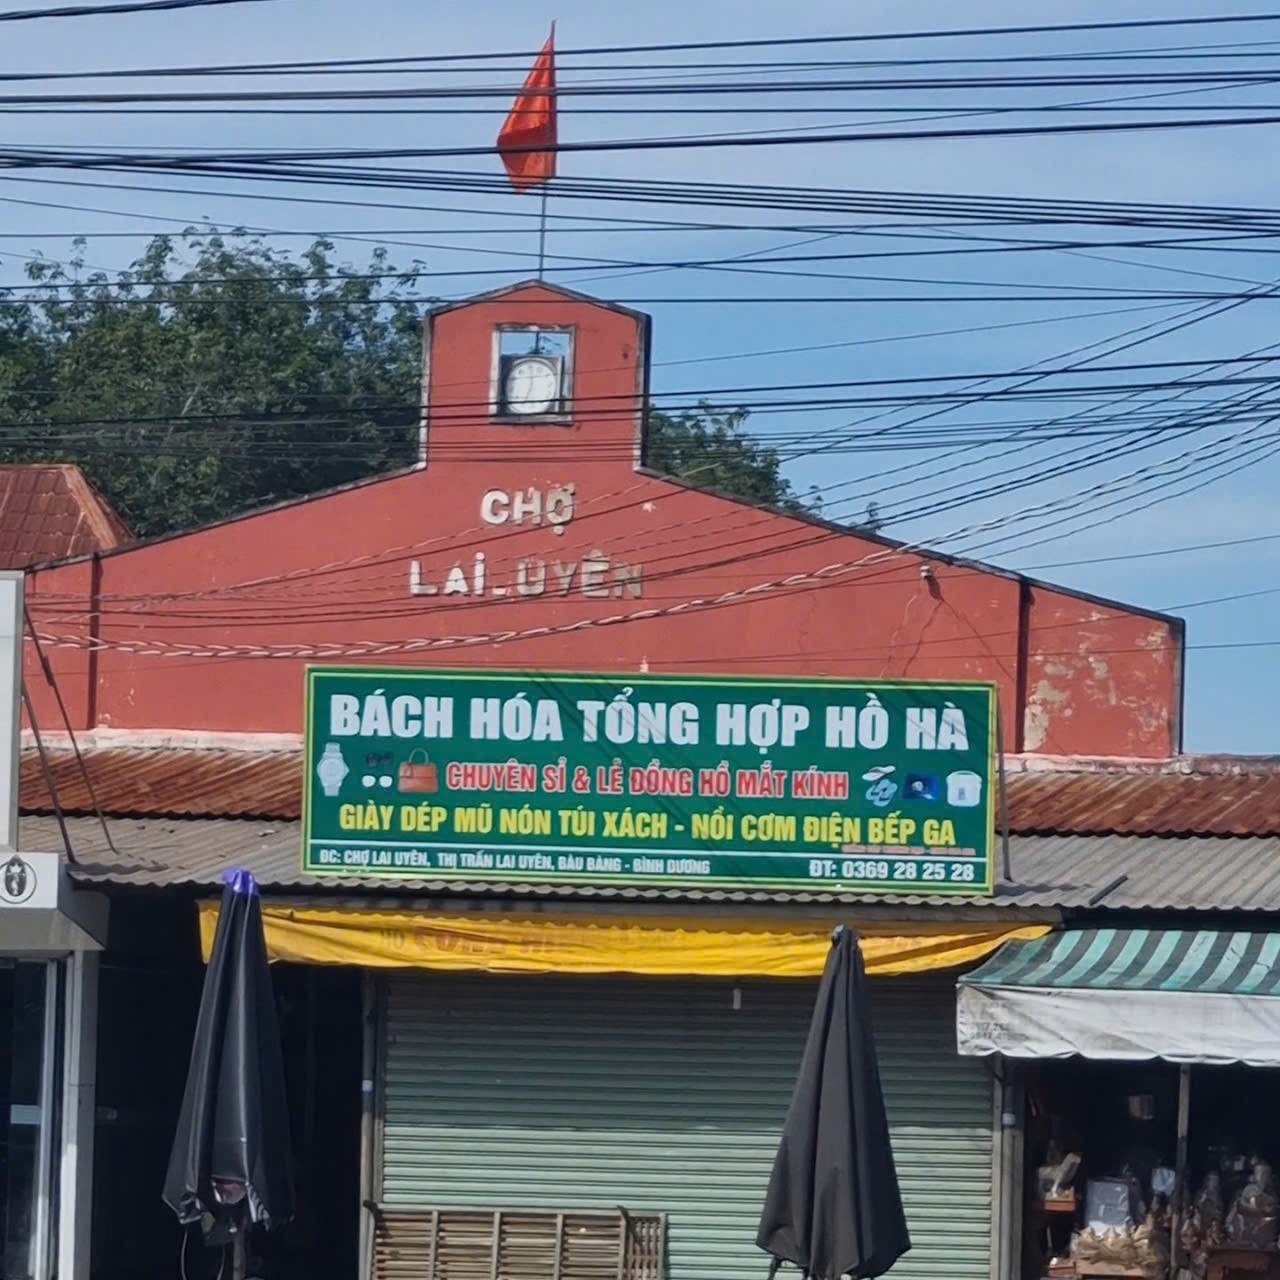 CHỢ
LAI-UYÊN
BÁCH HÓA TỔNG HỢP HỒ HÀ
CHUYÊN SỈ & LẺ ĐỒNG HỒ MẮT KÍNH
GIÀY DÉP MŨ NÓN TÚI XÁCH - NỒI CƠM ĐIỆN BẾP GA
ĐC: CHỢ LAI UYÊN, THỊ TRẤN LAI UYÊN, BÀU BÀNG - BÌNH DƯƠNG
ĐT: 0369 28 25 28